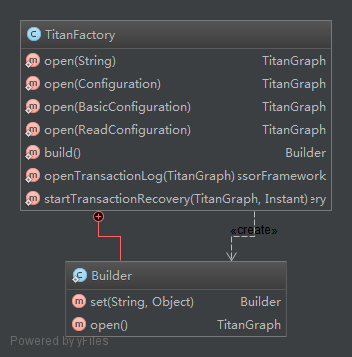 TitanFactory
open(String) TitanGraph
open(Configuration) TitanGraph
open(BasicConfiguration) TitanGraph
open(ReadConfiguration) TitanGraph
build() Builder
openTransactionLog(TitanGraph) ssorFramework
startTransactionRecovery(TitanGraph, Instant) ery
«create»
Builder
set(String, Object) Builder
open() TitanGraph
Powered by yFiles